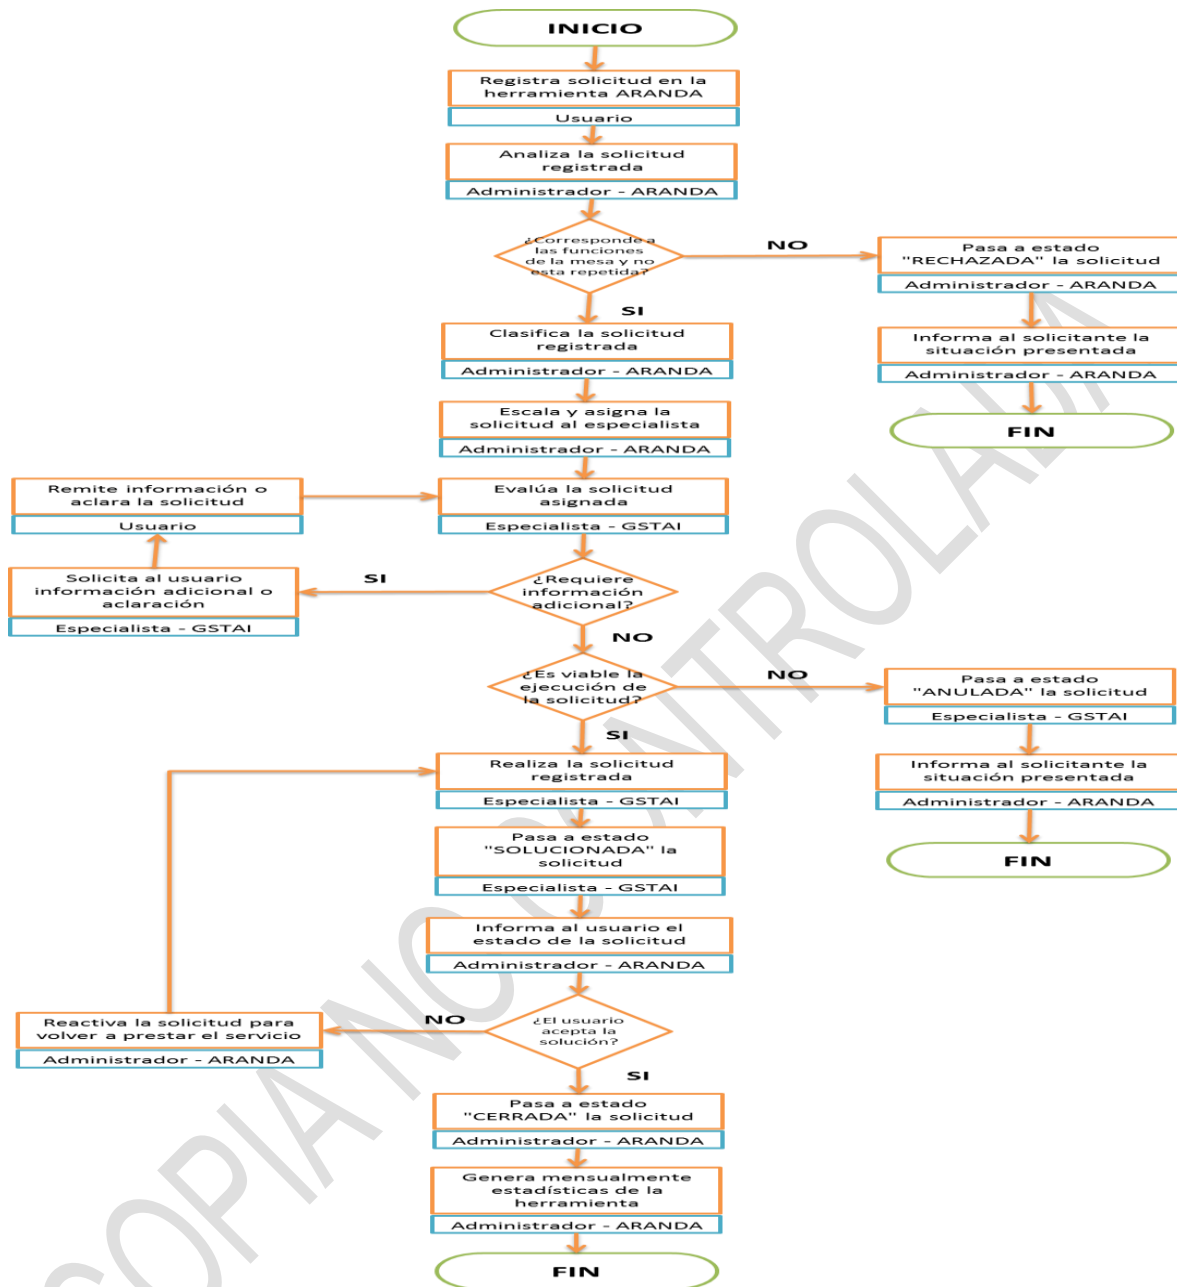 INICIO
Registra solicitud en la
herramienta ARANDA
Usuario
Analiza la solicitud
registrada
Administrador - ARANDA
¿Corresponde a
las funciones
de la mesa y no
esta repetida?
NO
Pasa a estado
"RECHAZADA" la solicitud
Administrador - ARANDA
Informa al solicitante la
situación presentada
Administrador - ARANDA
FIN
SI
Clasifica la solicitud
registrada
Administrador - ARANDA
Escala y asigna la
solicitud al especialista
Administrador - ARANDA
Remite información o
aclara la solicitud
Usuario
Evalúa la solicitud
asignada
Especialista - GSTAI
Solicita al usuario
información adicional o
aclaración
Especialista - GSTAI
SI
¿Requiere
información
adicional?
NO
¿Es viable la
ejecución de
la solicitud?
NO
Pasa a estado
"ANULADA" la solicitud
Especialista - GSTAI
Informa al solicitante la
situación presentada
Administrador - ARANDA
FIN
SI
Realiza la solicitud
registrada
Especialista - GSTAI
Pasa a estado
"SOLUCIONADA" la
solicitud
Especialista - GSTAI
Informa al usuario el
estado de la solicitud
Administrador - ARANDA
¿El usuario
acepta la
solución?
NO
Reactiva la solicitud para
volver a prestar el servicio
Administrador - ARANDA
SI
Pasa a estado
"CERRADA" la solicitud
Administrador - ARANDA
Genera mensualmente
estadísticas de la
herramienta
Administrador - ARANDA
FIN
COPIA NO CONTROLADA